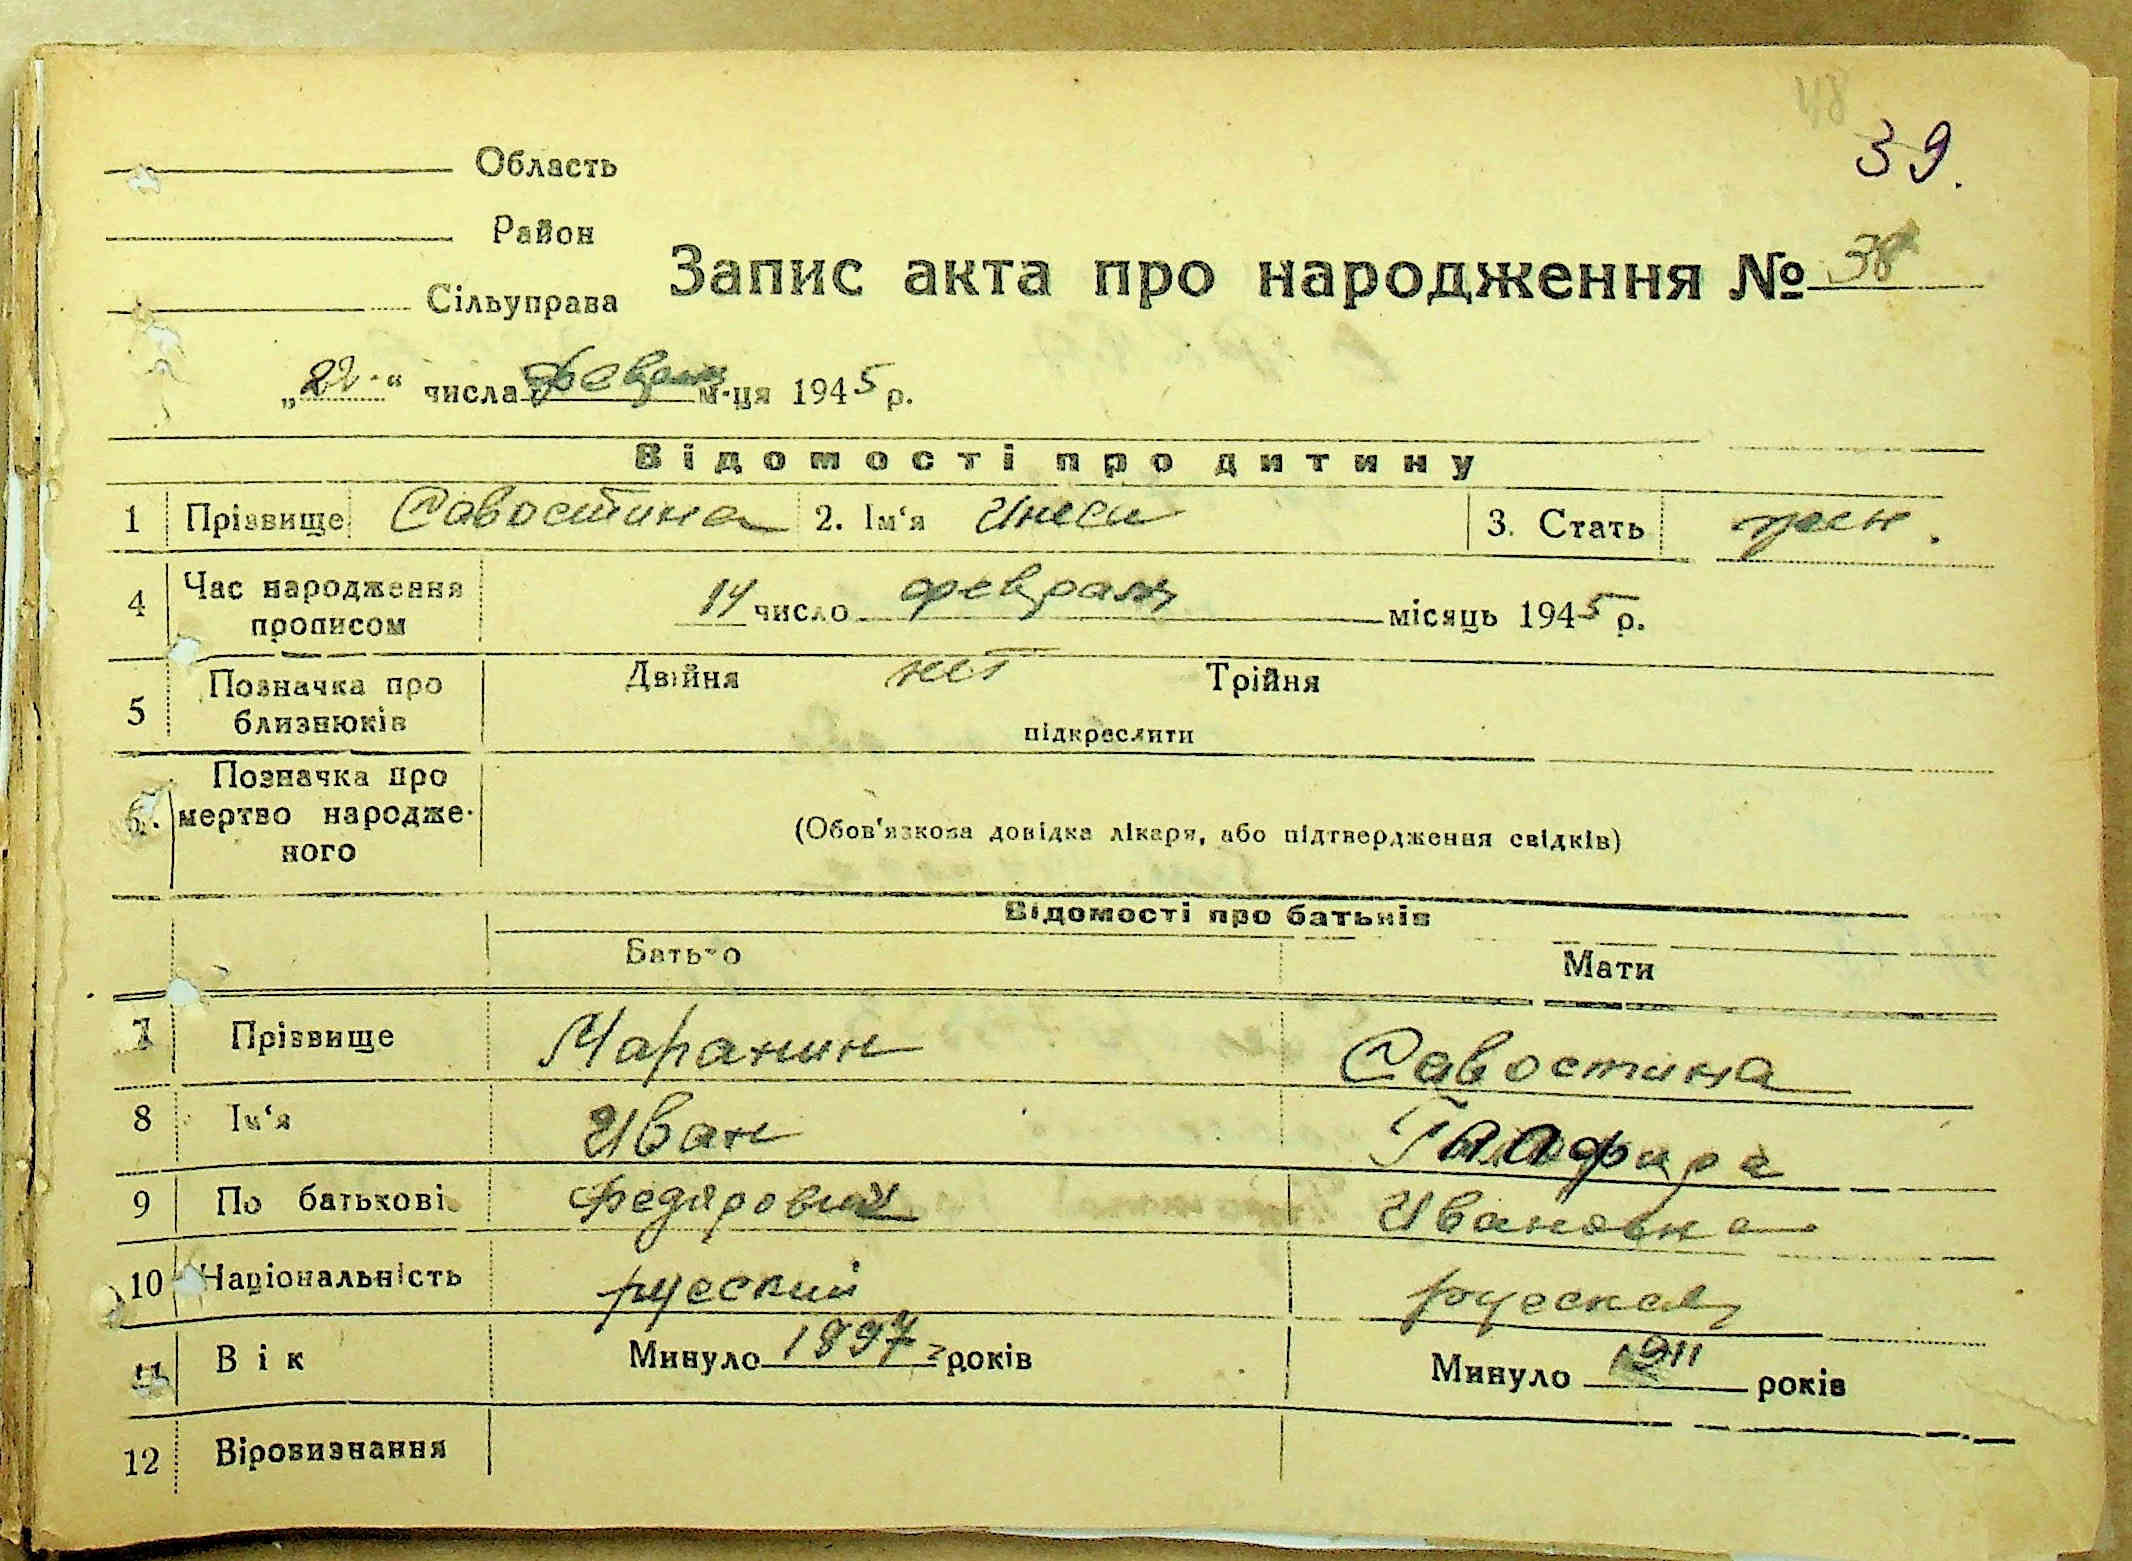 39.
Область
Район
Сільуправа
Запис акта про народження № 38
„22“ числа феврал м-ця 1945 р.
Відомості про дитину
1 Прізвище Савостина 2. Ім‘я Инеси 3. Стать жен.
4 Час народження прописом 14 число февраля місяць 1945 р.
5 Позначка про близнюків Двійня нет Трійня
підкреслити
6. Позначка про мертво народженого
(Обов'язкова довідка лікаря, або підтвердження свідків)
Відомості про батьків
Батько Мати
7 Прізвище Маранин Савостина
8 Ім‘я Иван
9 По батькові Федорович Ивановна
10 Національність русский русская
11 Вік Минуло 1897 років Минуло 1911 років
12 Віровизнання